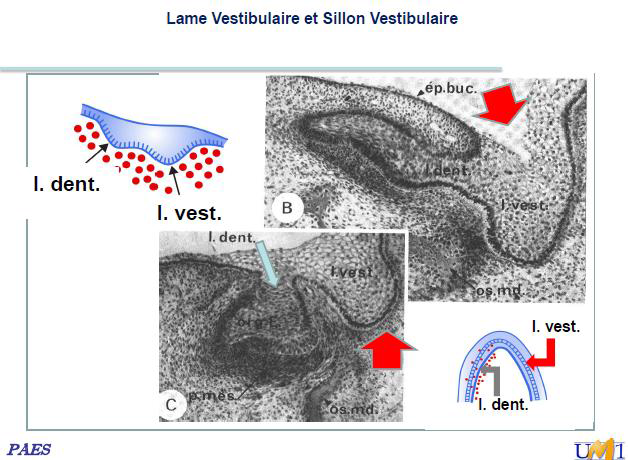 Lame Vestibulaire et Sillon Vestibulaire
ép.buc.
l. dent.
l. vest.
l.dent.
l.vest.
B
os.md.
l. dent.
l.vest
p.més.
os.md.
C
l. vest.
l. dent.
PAES
UM1